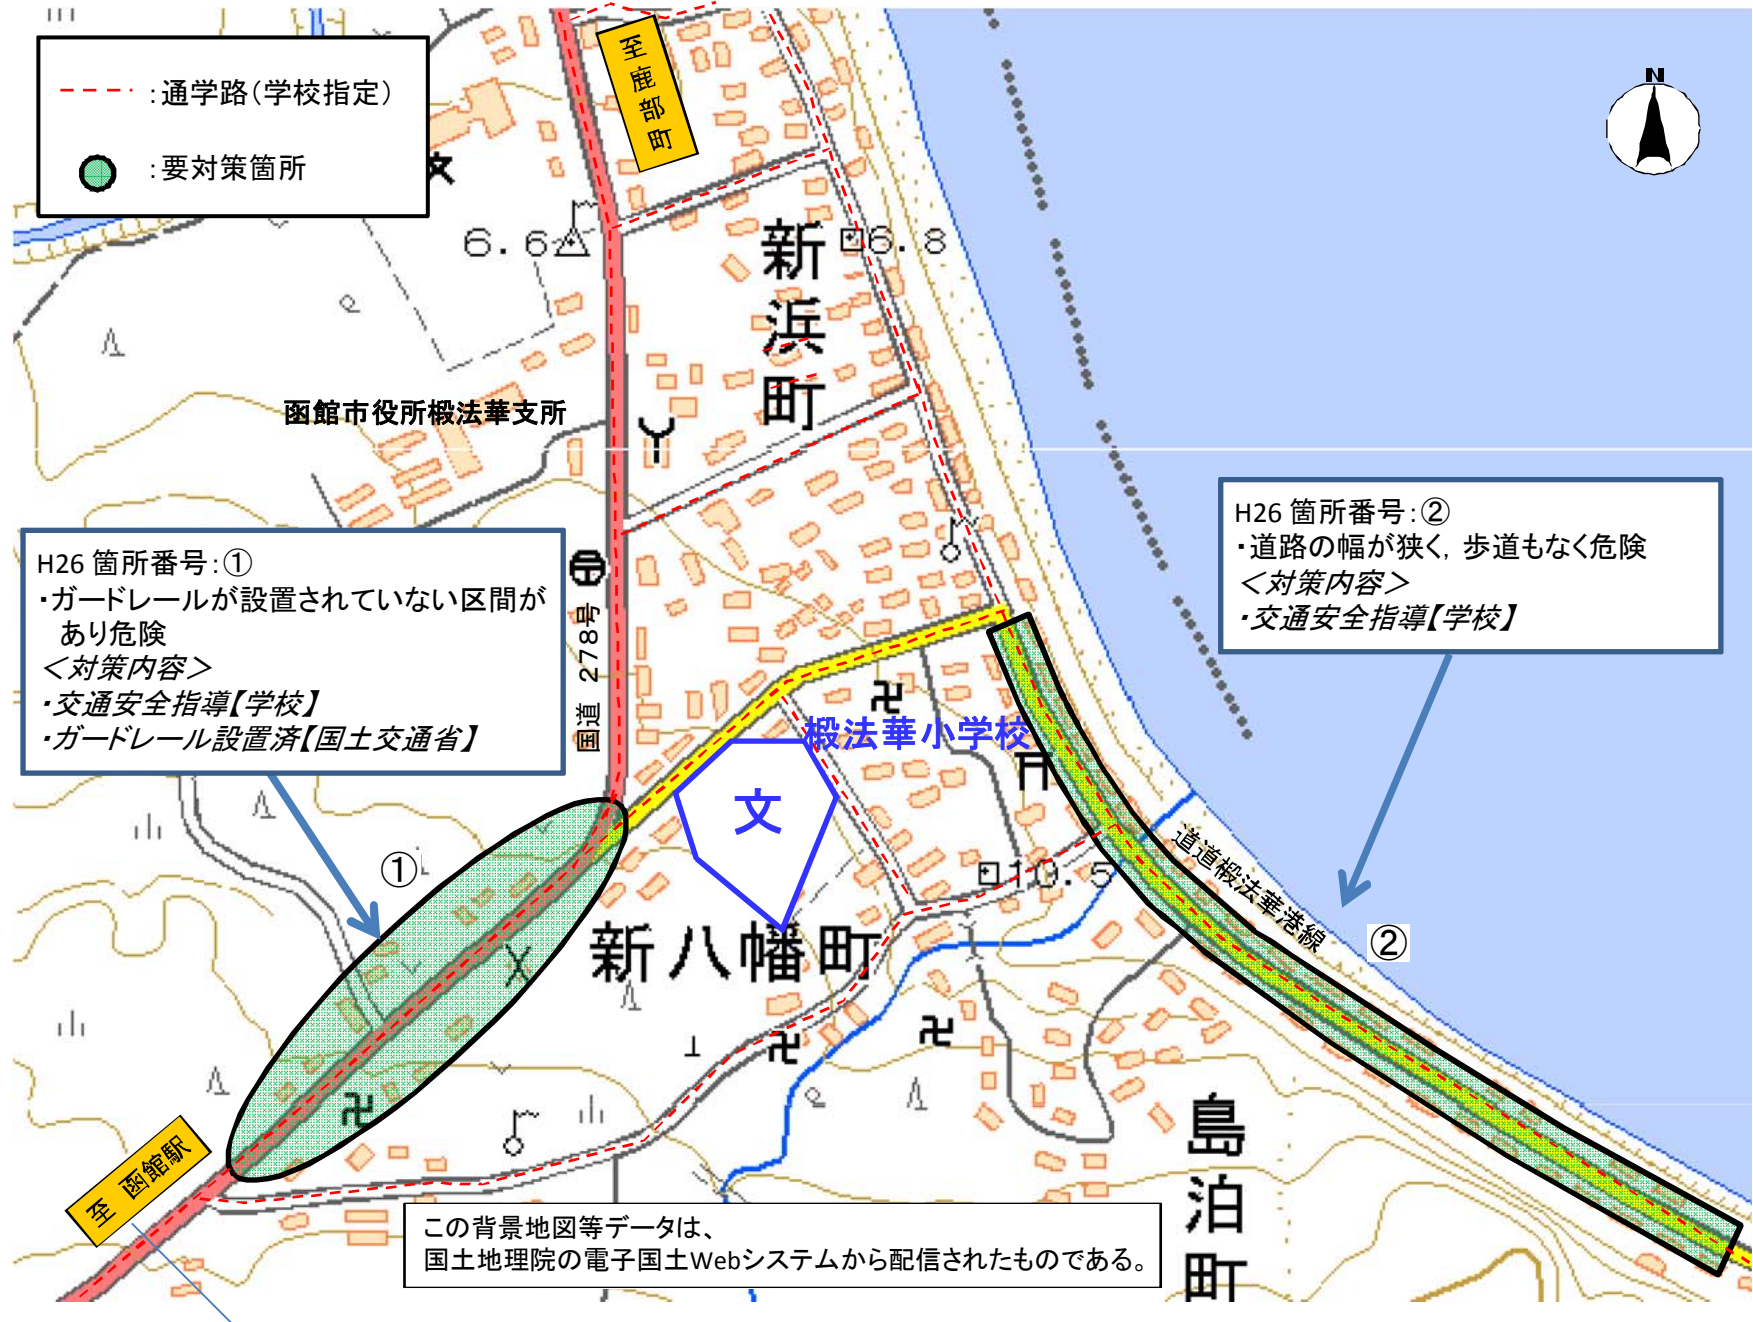 ：通学路（学校指定）
：要対策箇所
至鹿部町
N
6.6
新浜町
6.8
函館市役所椴法華支所
H26 箇所番号：①
・ガードレールが設置されていない区間が
あり危険
＜対策内容＞
・交通安全指導【学校】
・ガードレール設置済【国土交通省】
国道 278号
H26 箇所番号：②
・道路の幅が狭く，歩道もなく危険
＜対策内容＞
・交通安全指導【学校】
椴法華小学校
文
①
10.5
道道椴法華港線
②
新八幡町
島泊町
至 函館駅
この背景地図等データは、
国土地理院の電子国土Webシステムから配信されたものである。